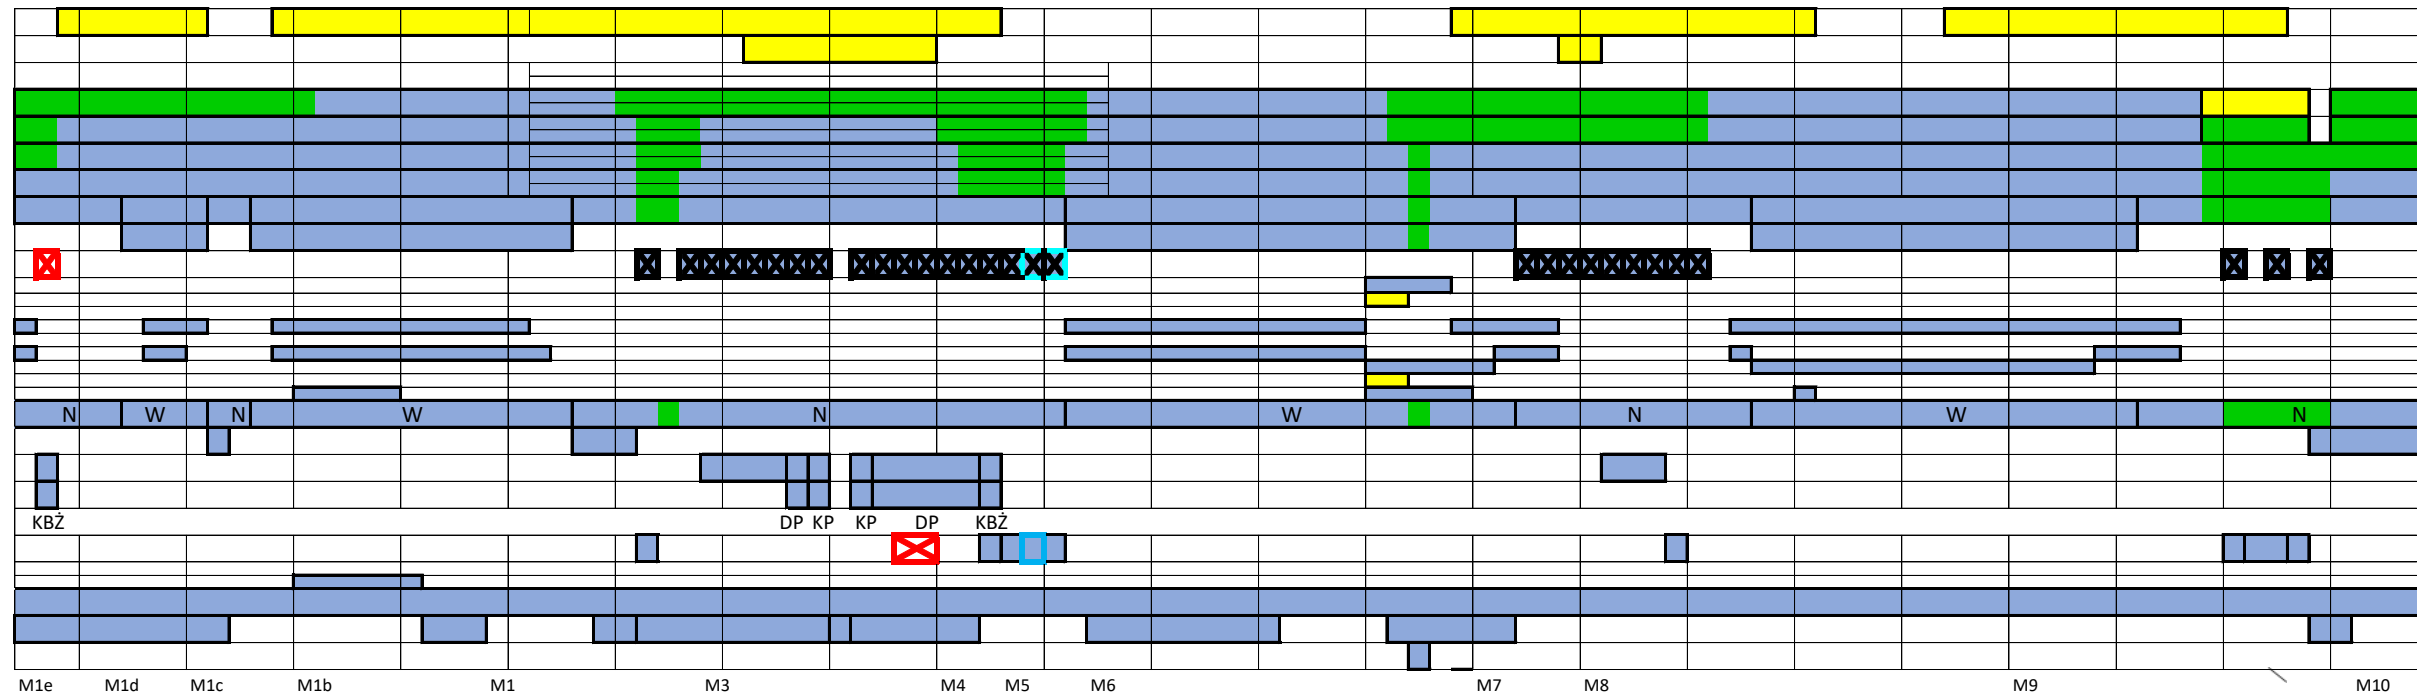 N W N W N W N W N
KBŻ DP KP KP DP KBŻ
M1e M1d M1c M1b M1 M3 M4 M5 M6 M7 M8 M9 M10